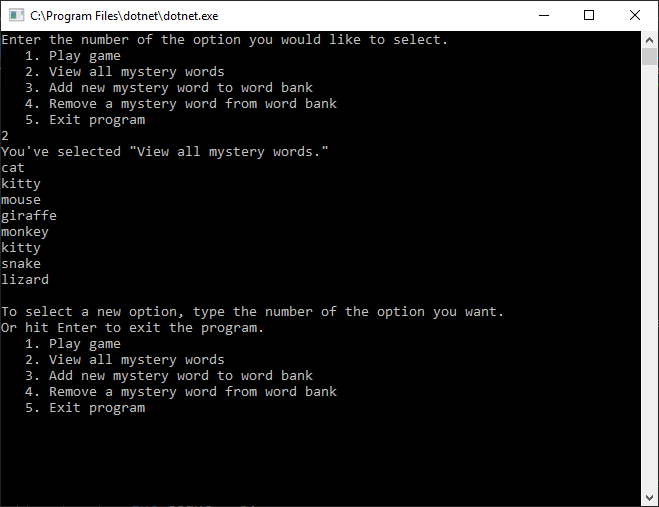 C:\Program Files\dotnet\dotnet.exe
Enter the number of the option you would like to select.
1. Play game
2. View all mystery words
3. Add new mystery word to word bank
4. Remove a mystery word from word bank
5. Exit program
2
You've selected "View all mystery words."
cat
kitty
mouse
giraffe
monkey
kitty
snake
lizard
To select a new option, type the number of the option you want.
Or hit Enter to exit the program.
1. Play game
2. View all mystery words
3. Add new mystery word to word bank
4. Remove a mystery word from word bank
5. Exit program